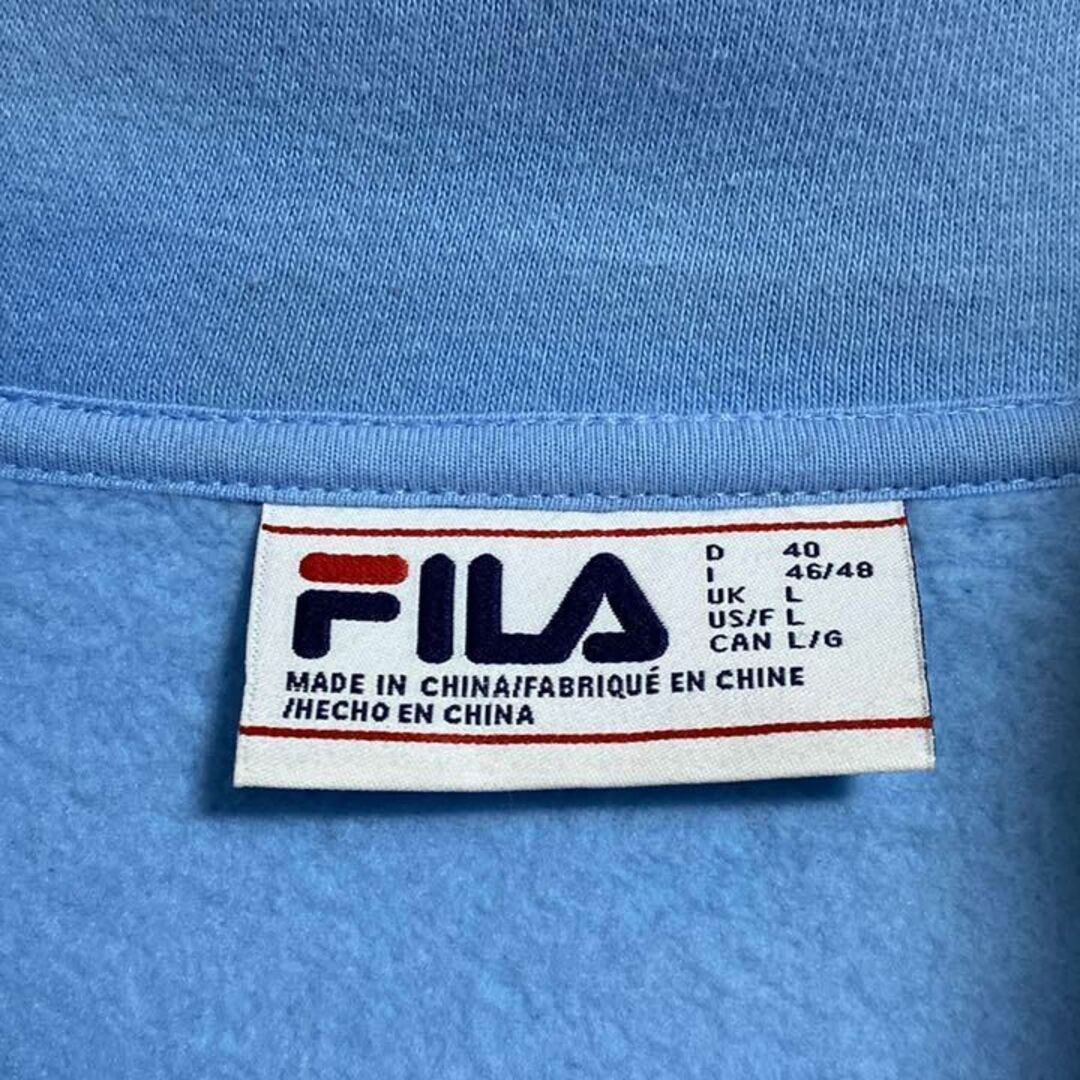 FILA
D 40
I 46/48
UK L
US/F L
CAN L/G
MADE IN CHINA/FABRIQUÉ EN CHINE
/HECHO EN CHINA